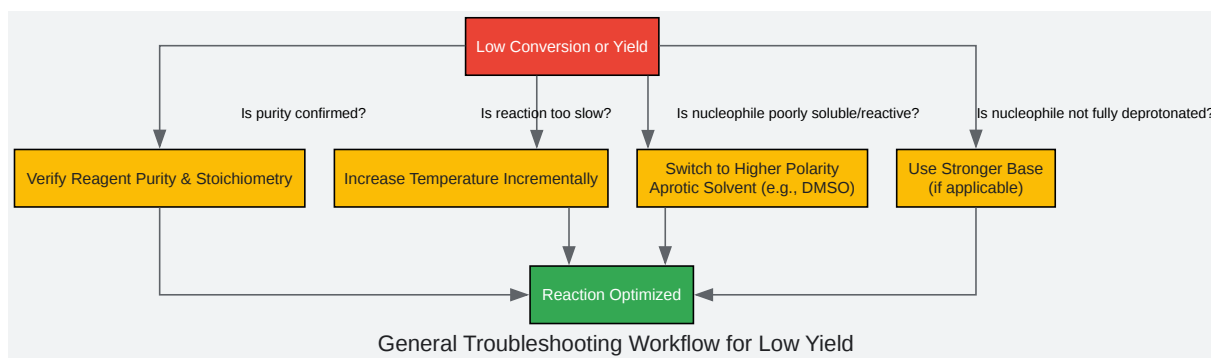 Low Conversion or Yield
Is purity confirmed?
Is reaction too slow?
Is nucleophile poorly soluble/reactive?
Is nucleophile not fully deprotonated?
Verify Reagent Purity & Stoichiometry
Increase Temperature Incrementally
Switch to Higher Polarity
Aprotic Solvent (e.g., DMSO)
Use Stronger Base
(if applicable)
Reaction Optimized
General Troubleshooting Workflow for Low Yield